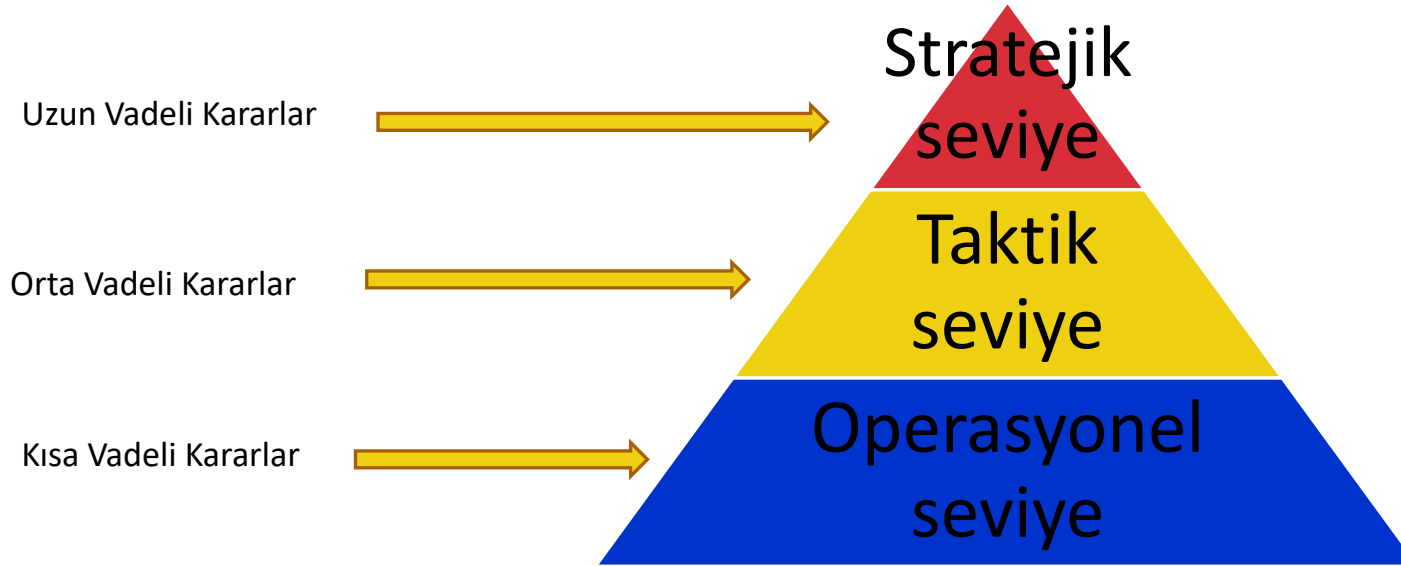 Stratejik
seviye
Uzun Vadeli Kararlar
Taktik
seviye
Orta Vadeli Kararlar
Operasyonel
seviye
Kısa Vadeli Kararlar